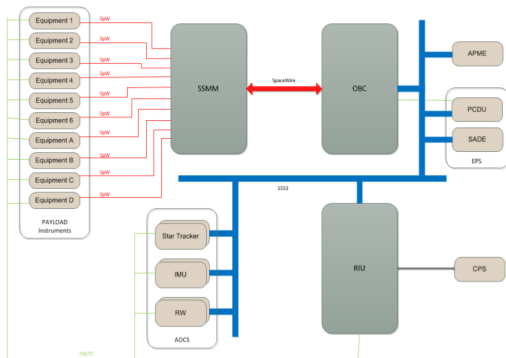 Equipment 1
Equipment 2
Equipment 3
Equipment 4
Equipment 5
Equipment 6
Equipment A
Equipment B
Equipment C
Equipment D
PAYLOAD
Instruments
SpW
SpW
SpW
SpW
SpW
SpW
SpW
SpW
SpW
SpW
SSMM
SpaceWire
OBC
APME
PCDU
SADE
EPS
1553
Star Tracker
IMU
RW
AOCS
RIU
CPS
TM/TC